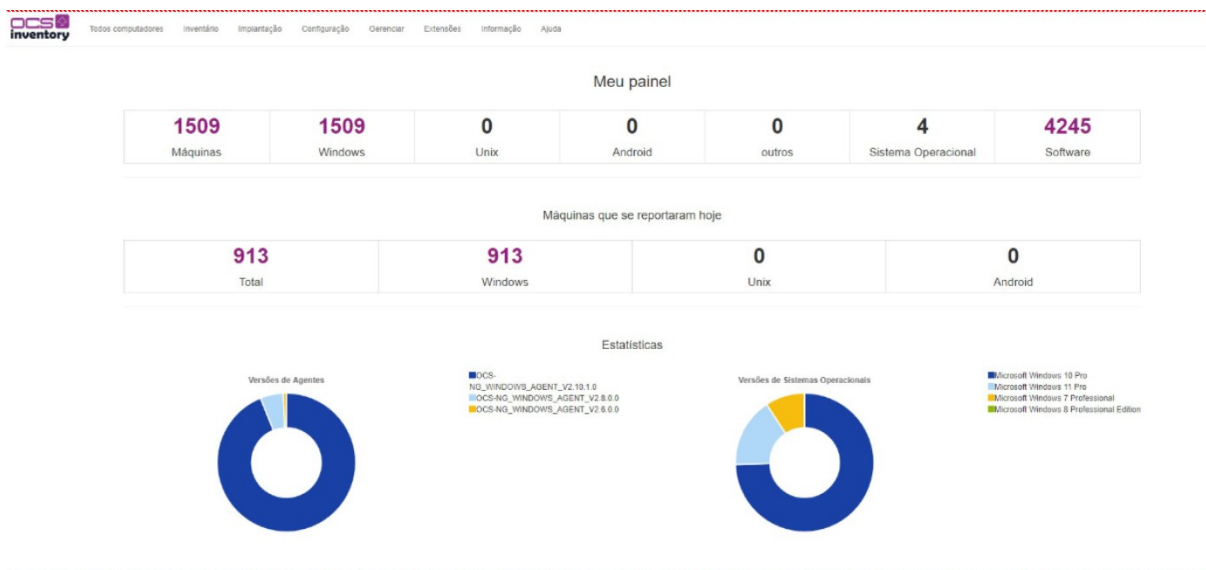 OCS
inventory
Todos computadores Inventário Implantação Configuração Gerenciar Extensões Informação Ajuda
Meu painel
1509 1509 0 0 0 4 4245
Máquinas Windows Unix Android outros Sistema Operacional Software
Máquinas que se reportaram hoje
913 913 0 0
Total Windows Unix Android
Estatísticas
Versões de Agentes
OCS-
NG_WINDOWS_AGENT_V2.10.1.0
OCS-NG_WINDOWS_AGENT_V2.8.0.0
OCS-NG_WINDOWS_AGENT_V2.6.0.0
Versões de Sistemas Operacionais
Microsoft Windows 10 Pro
Microsoft Windows 11 Pro
Microsoft Windows 7 Professional
Microsoft Windows 8 Professional Edition